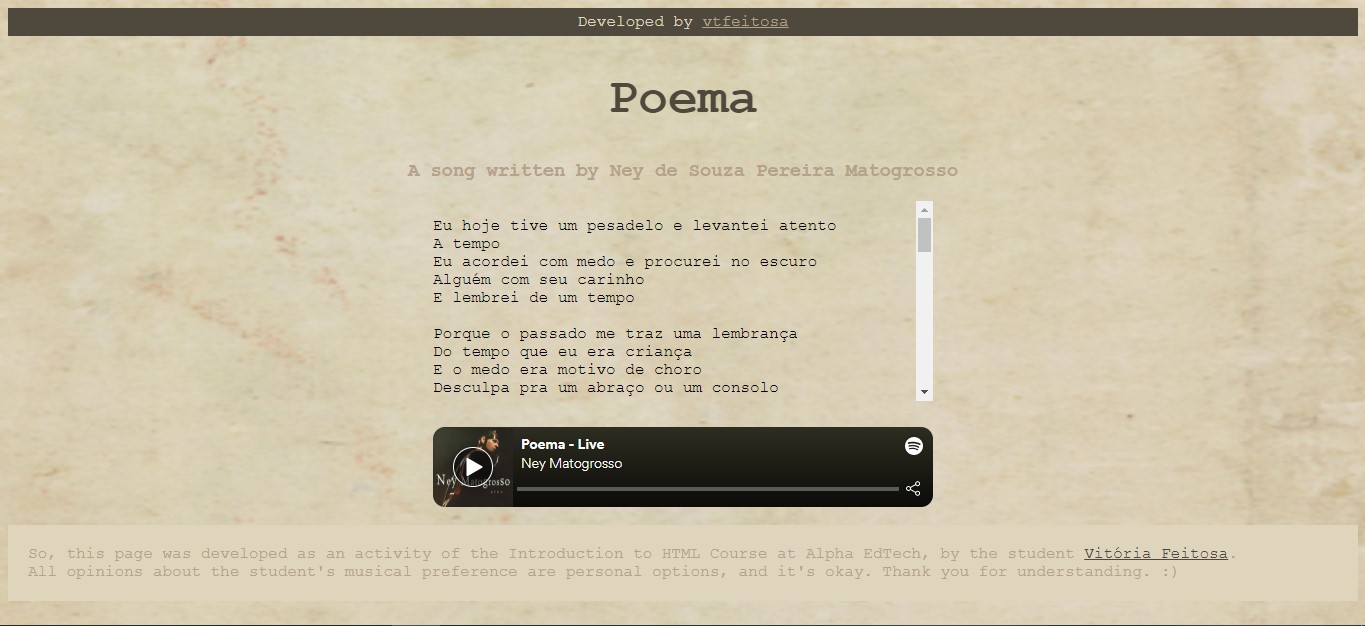 Developed by vtfeitosa
Poema
A song written by Ney de Souza Pereira Matogrosso
Eu hoje tive um pesadelo e levantei atento
A tempo
Eu acordei com medo e procurei no escuro
Alguém com seu carinho
E lembrei de um tempo
Porque o passado me traz uma lembrança
Do tempo que eu era criança
E o medo era motivo de choro
Desculpa pra um abraço ou um consolo
Poema - Live
Ney Matogrosso
Ney Matogrosso
So, this page was developed as an activity of the Introduction to HTML Course at Alpha EdTech, by the student Vitória Feitosa.
All opinions about the student's musical preference are personal options, and it's okay. Thank you for understanding. :)